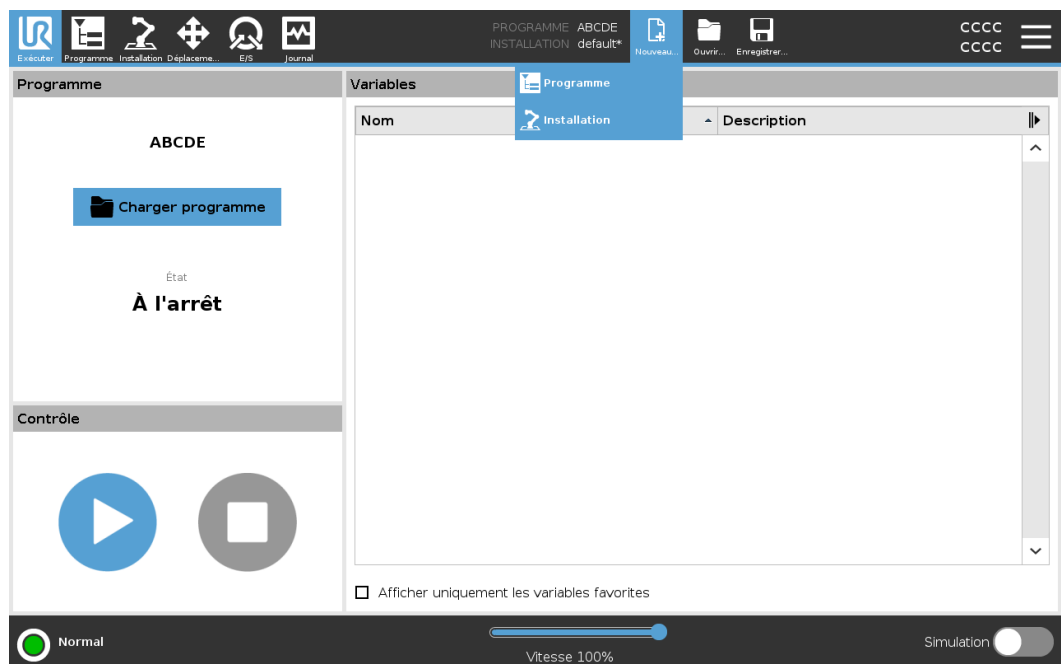 PROGRAMME ABCDE
INSTALLATION default*
Exécuter
Programme
Installation
Déplaceme...
E/S
Journal
Nouveau...
Ouvrir...
Enregistrer...
CCCC
CCCC
Programme
Installation
Programme
ABCDE
Charger programme
État
À l'arrêt
Contrôle
Variables
Nom
Description
Afficher uniquement les variables favorites
Normal
Vitesse 100%
Simulation